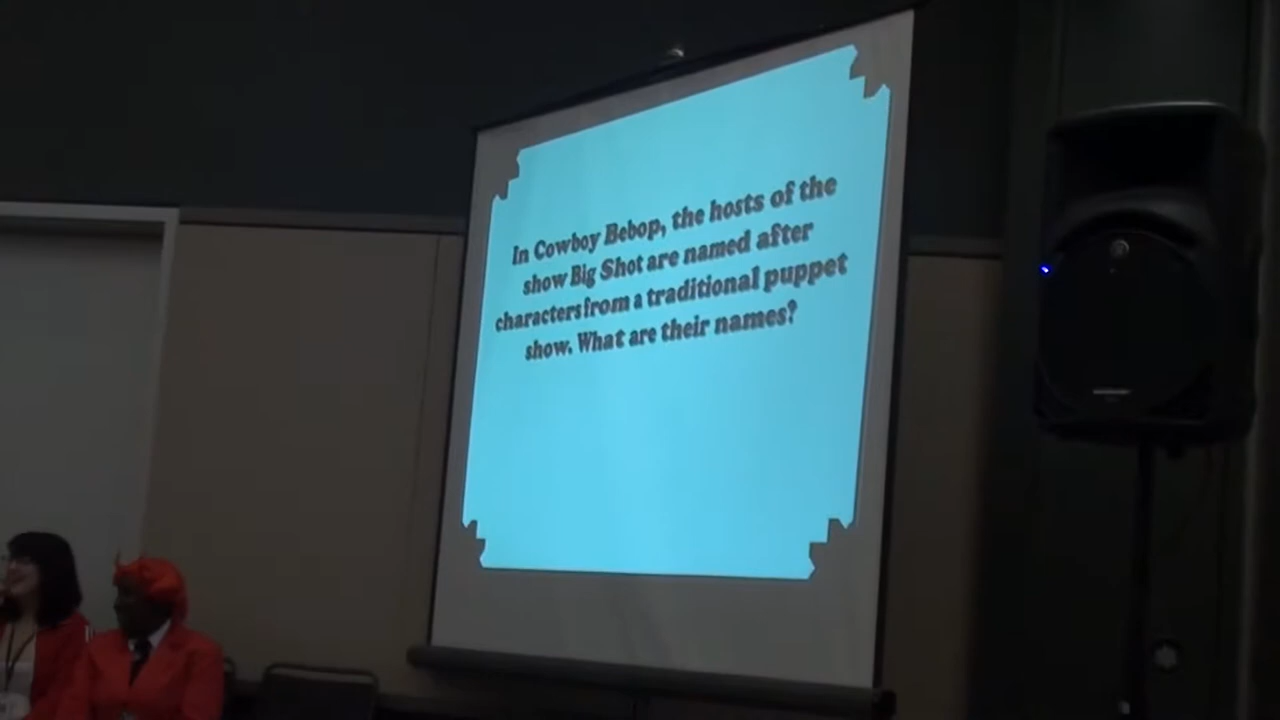 In Cowboy Bebop, the hosts of the
show Big Shot are named after
characters from a traditional puppet
show. What are their names?